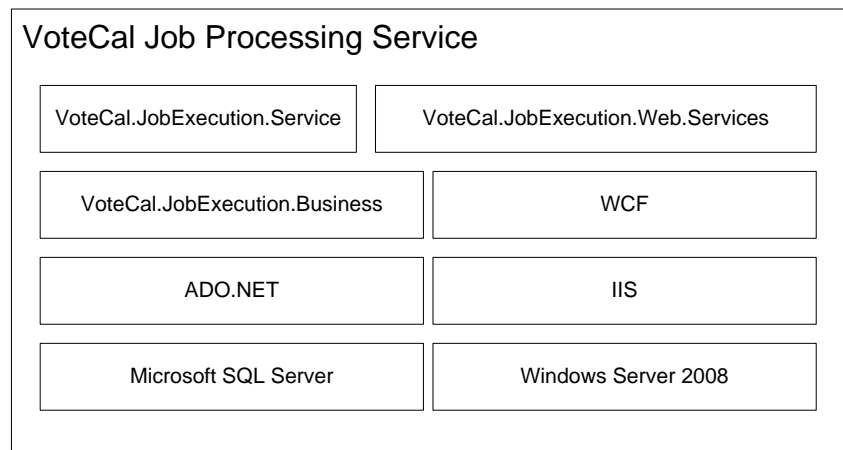 VoteCal Job Processing Service
VoteCal.JobExecution.Service
VoteCal.JobExecution.Web.Services
VoteCal.JobExecution.Business
WCF
ADO.NET
IIS
Microsoft SQL Server
Windows Server 2008